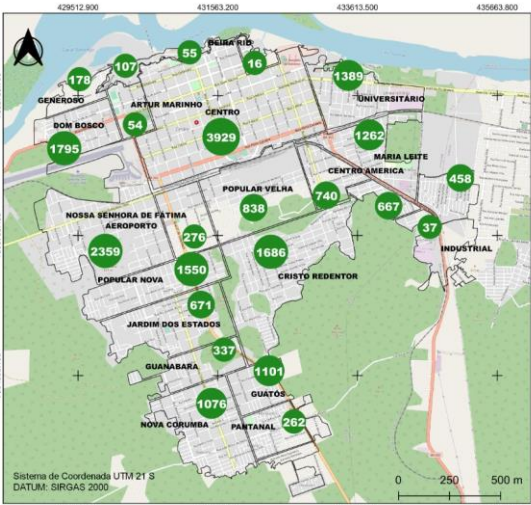 429512.900 431563.200 433613.500 435663.800
BEIRA RIO
55
107
16
178
1389
GENEROSO
ARTUR MARINHO
UNIVERSITÁRIO
CENTRO
DOM BOSCO
54
3929
1262
1795
MARIA LEITE
CENTRO AMERICA
458
POPULAR VELHA
740
838
667
NOSSA SENHORA DE FÁTIMA
AEROPORTO
37
276
2359
1686
INDUSTRIAL
1550
CRISTO REDENTOR
POPULAR NOVA
671
JARDIM DOS ESTADOS
337
GUANABARA
1101
GUATÓS
1076
262
NOVA CORUMBA
PANTANAL
Sistema de Coordenada UTM 21 S
DATUM: SIRGAS 2000
0 250 500 m